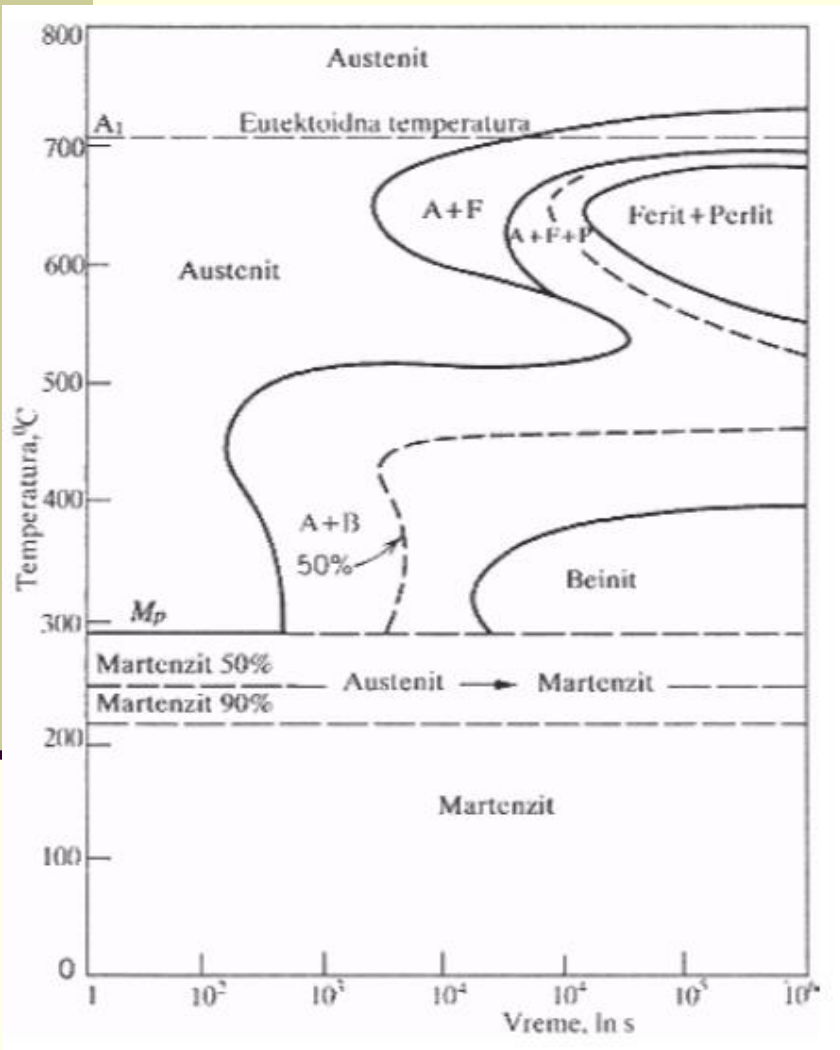 800
Austenit
A₁
Eutektoidna temperatura
700
A+F
Ferit+Perlit
A+F+P
600
Austenit
500
Temperatura,⁰C
400
A+B
50%
Beinit
300
Mp
Martenzit 50%
Austenit → Martenzit
Martenzit 90%
200
Martenzit
100
0
1 10² 10³ 10⁴ 10⁴ 10⁵
Vreme, ln s